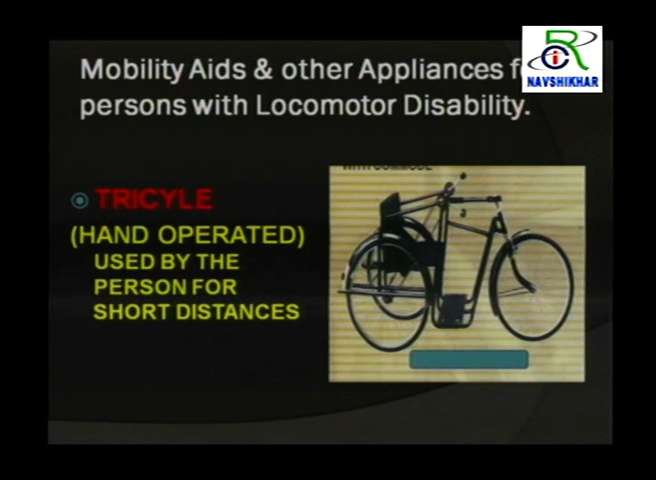 Mobility Aids & other Appliances
persons with Locomotor Disability.
NAVSHIKHAR
TRICYLE
(HAND OPERATED)
USED BY THE
PERSON FOR
SHORT DISTANCES